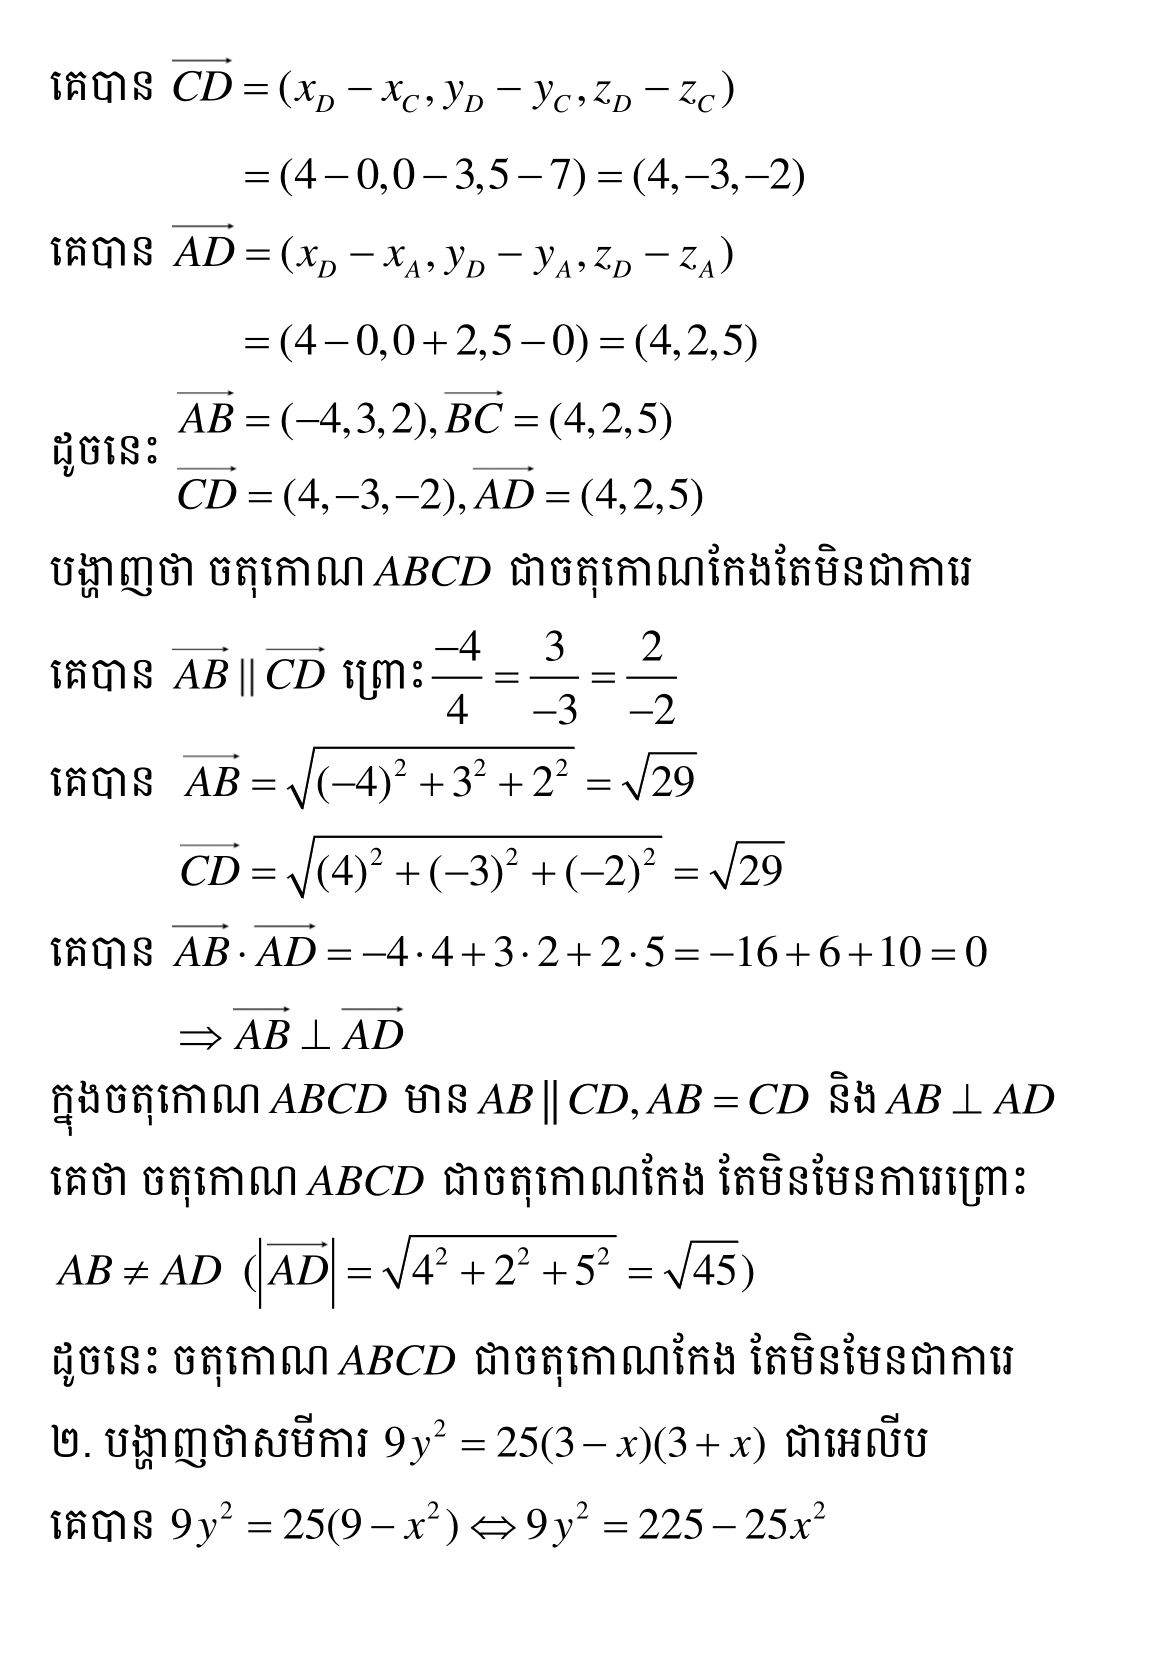 គេបាន $\overrightarrow{CD} = (x_D - x_C, y_D - y_C, z_D - z_C)$
$= (4-0, 0-3, 5-7) = (4, -3, -2)$
គេបាន $\overrightarrow{AD} = (x_D - x_A, y_D - y_A, z_D - z_A)$
$= (4-0, 0+2, 5-0) = (4, 2, 5)$
ដូចនេះ $\overrightarrow{AB} = (-4, 3, 2), \overrightarrow{BC} = (4, 2, 5)$
$\overrightarrow{CD} = (4, -3, -2), \overrightarrow{AD} = (4, 2, 5)$
បង្ហាញថា ចតុកោណ $ABCD$ ជាចតុកោណកែងតែមិនជាការេ
គេបាន $\overrightarrow{AB} \parallel \overrightarrow{CD}$ ព្រោះ $\frac{-4}{4} = \frac{3}{-3} = \frac{2}{-2}$
គេបាន $\overrightarrow{AB} = \sqrt{(-4)^2 + 3^2 + 2^2} = \sqrt{29}$
$\overrightarrow{CD} = \sqrt{(4)^2 + (-3)^2 + (-2)^2} = \sqrt{29}$
គេបាន $\overrightarrow{AB} \cdot \overrightarrow{AD} = -4 \cdot 4 + 3 \cdot 2 + 2 \cdot 5 = -16 + 6 + 10 = 0$
$\Rightarrow \overrightarrow{AB} \perp \overrightarrow{AD}$
ក្នុងចតុកោណ $ABCD$ មាន $AB \parallel CD, AB = CD$ និង $AB \perp AD$
គេថា ចតុកោណ $ABCD$ ជាចតុកោណកែង តែមិនមែនការេព្រោះ
$AB \neq AD$ $(\left|\overrightarrow{AD}\right| = \sqrt{4^2 + 2^2 + 5^2} = \sqrt{45})$
ដូចនេះ ចតុកោណ $ABCD$ ជាចតុកោណកែង តែមិនមែនជាការេ
២. បង្ហាញថាសមីការ $9y^2 = 25(3-x)(3+x)$ ជាអេលីប
គេបាន $9y^2 = 25(9-x^2) \Leftrightarrow 9y^2 = 225 - 25x^2$